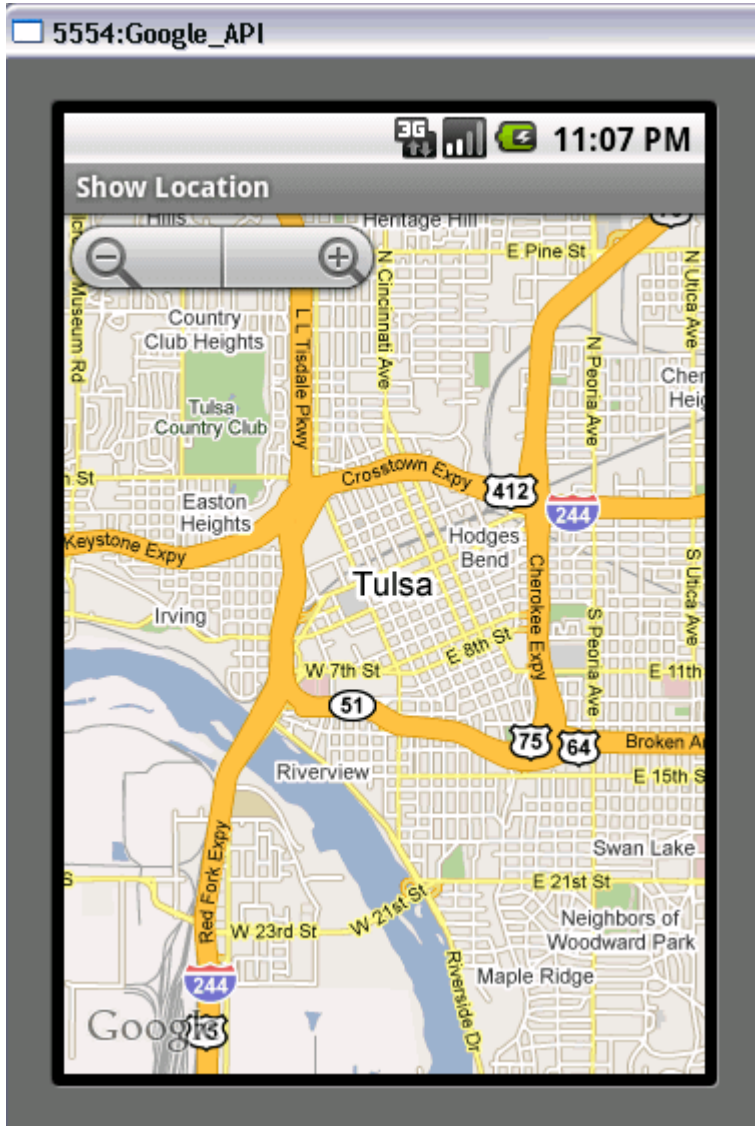 5554:Google_API
3G
11:07 PM
Show Location
Hills
Heritage Hill
E Pine St
Museum Rd
N Cincinnati Ave
N Utica Ave
Country
Club Heights
L L Tisdale Pkwy
N Peoria Ave
Cher
Heig
Tulsa
Country Club
Crosstown Expy
412
244
St
Easton
Heights
Hodges
Bend
Keystone Expy
Tulsa
Cherokee Expy
S Utica Ave
Irving
E 8th St
S Peoria Ave
W 7th St
E 11th
51
75
64
Broken A
Riverview
E 15th S
Swan Lake
Red Fork Expy
E 21st St
W 21st St
W 23rd St
Neighbors of
Woodward Park
Maple Ridge
Riverside Dr
244
Google